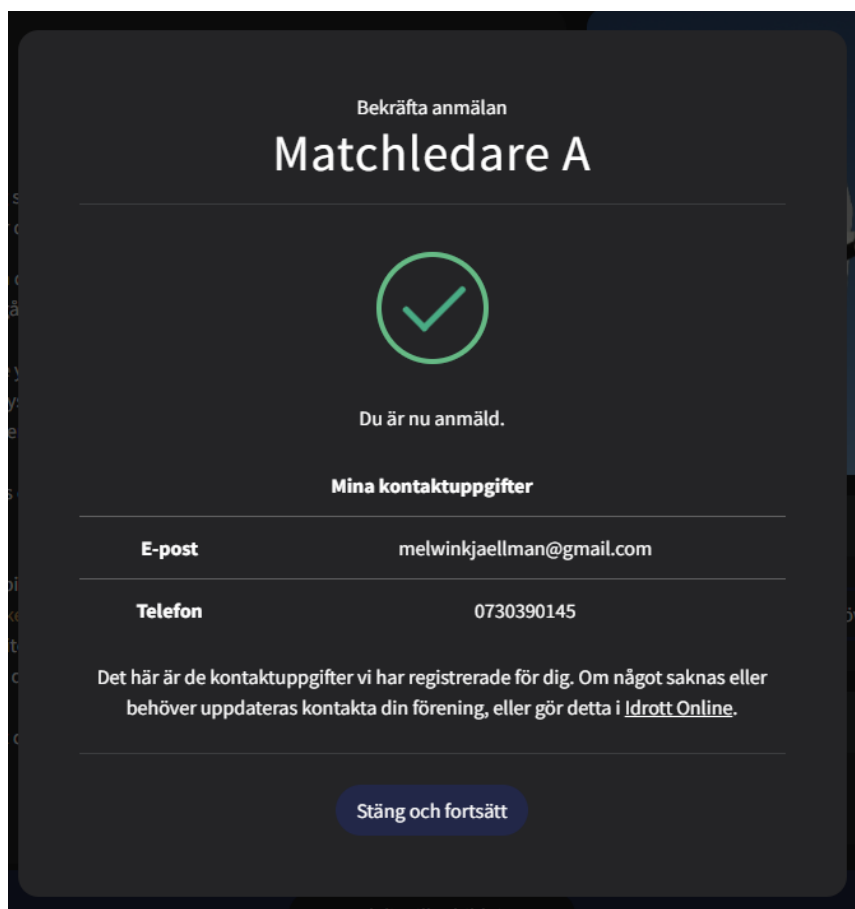 Bekräfta anmälan
Matchledare A
Du är nu anmäld.
Mina kontaktuppgifter
E-post melwinkjaellman@gmail.com
Telefon 0730390145
Det här är de kontaktuppgifter vi har registrerade för dig. Om något saknas eller
behöver uppdateras kontakta din förening, eller gör detta i Idrott Online.
Stäng och fortsätt